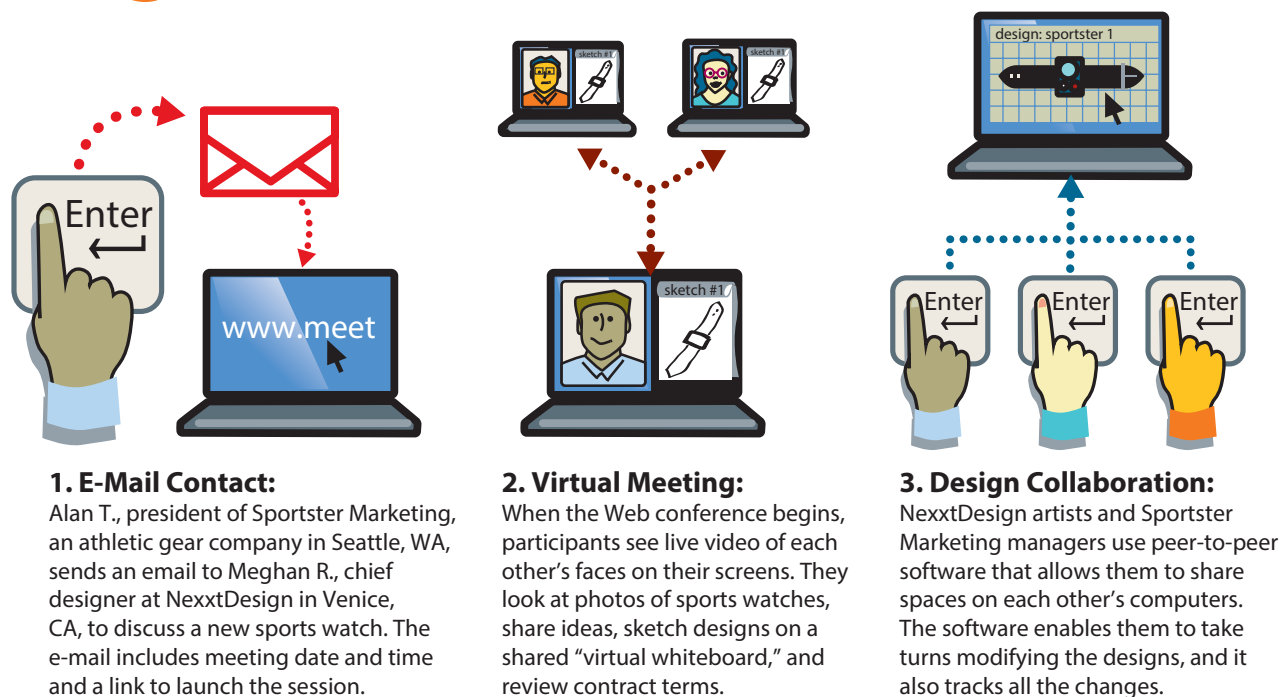 Enter
www.meet
sketch #1
sketch #1
sketch #1
design: sportster 1
Enter
Enter
Enter
1. E-Mail Contact:
Alan T., president of Sportster Marketing,
an athletic gear company in Seattle, WA,
sends an email to Meghan R., chief
designer at NexxtDesign in Venice,
CA, to discuss a new sports watch. The
e-mail includes meeting date and time
and a link to launch the session.
2. Virtual Meeting:
When the Web conference begins,
participants see live video of each
other’s faces on their screens. They
look at photos of sports watches,
share ideas, sketch designs on a
shared “virtual whiteboard,” and
review contract terms.
3. Design Collaboration:
NexxtDesign artists and Sportster
Marketing managers use peer-to-peer
software that allows them to share
spaces on each other’s computers.
The software enables them to take
turns modifying the designs, and it
also tracks all the changes.